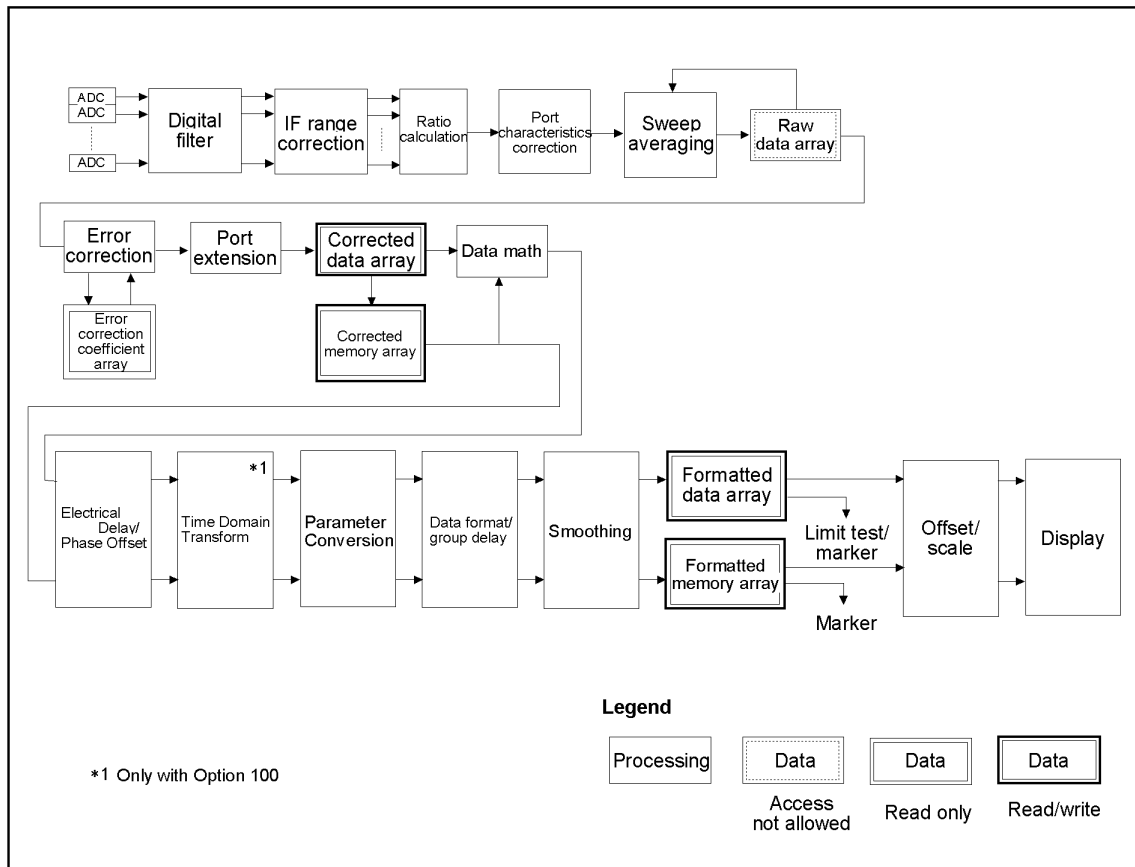 ADC
ADC
ADC
Digital
filter
IF range
correction
Ratio
calculation
Port
characteristics
correction
Sweep
averaging
Raw
data array
Error
correction
Port
extension
Corrected
data array
Data math
Error
correction
coefficient
array
Corrected
memory array
Electrical
Delay/
Phase Offset
*1
Time Domain
Transform
Parameter
Conversion
Data format/
group delay
Smoothing
Formatted
data array
Limit test/
marker
Formatted
memory array
Marker
Offset/
scale
Display
Legend
Processing
Data
Access
not allowed
Data
Read only
Data
Read/write
*1 Only with Option 100